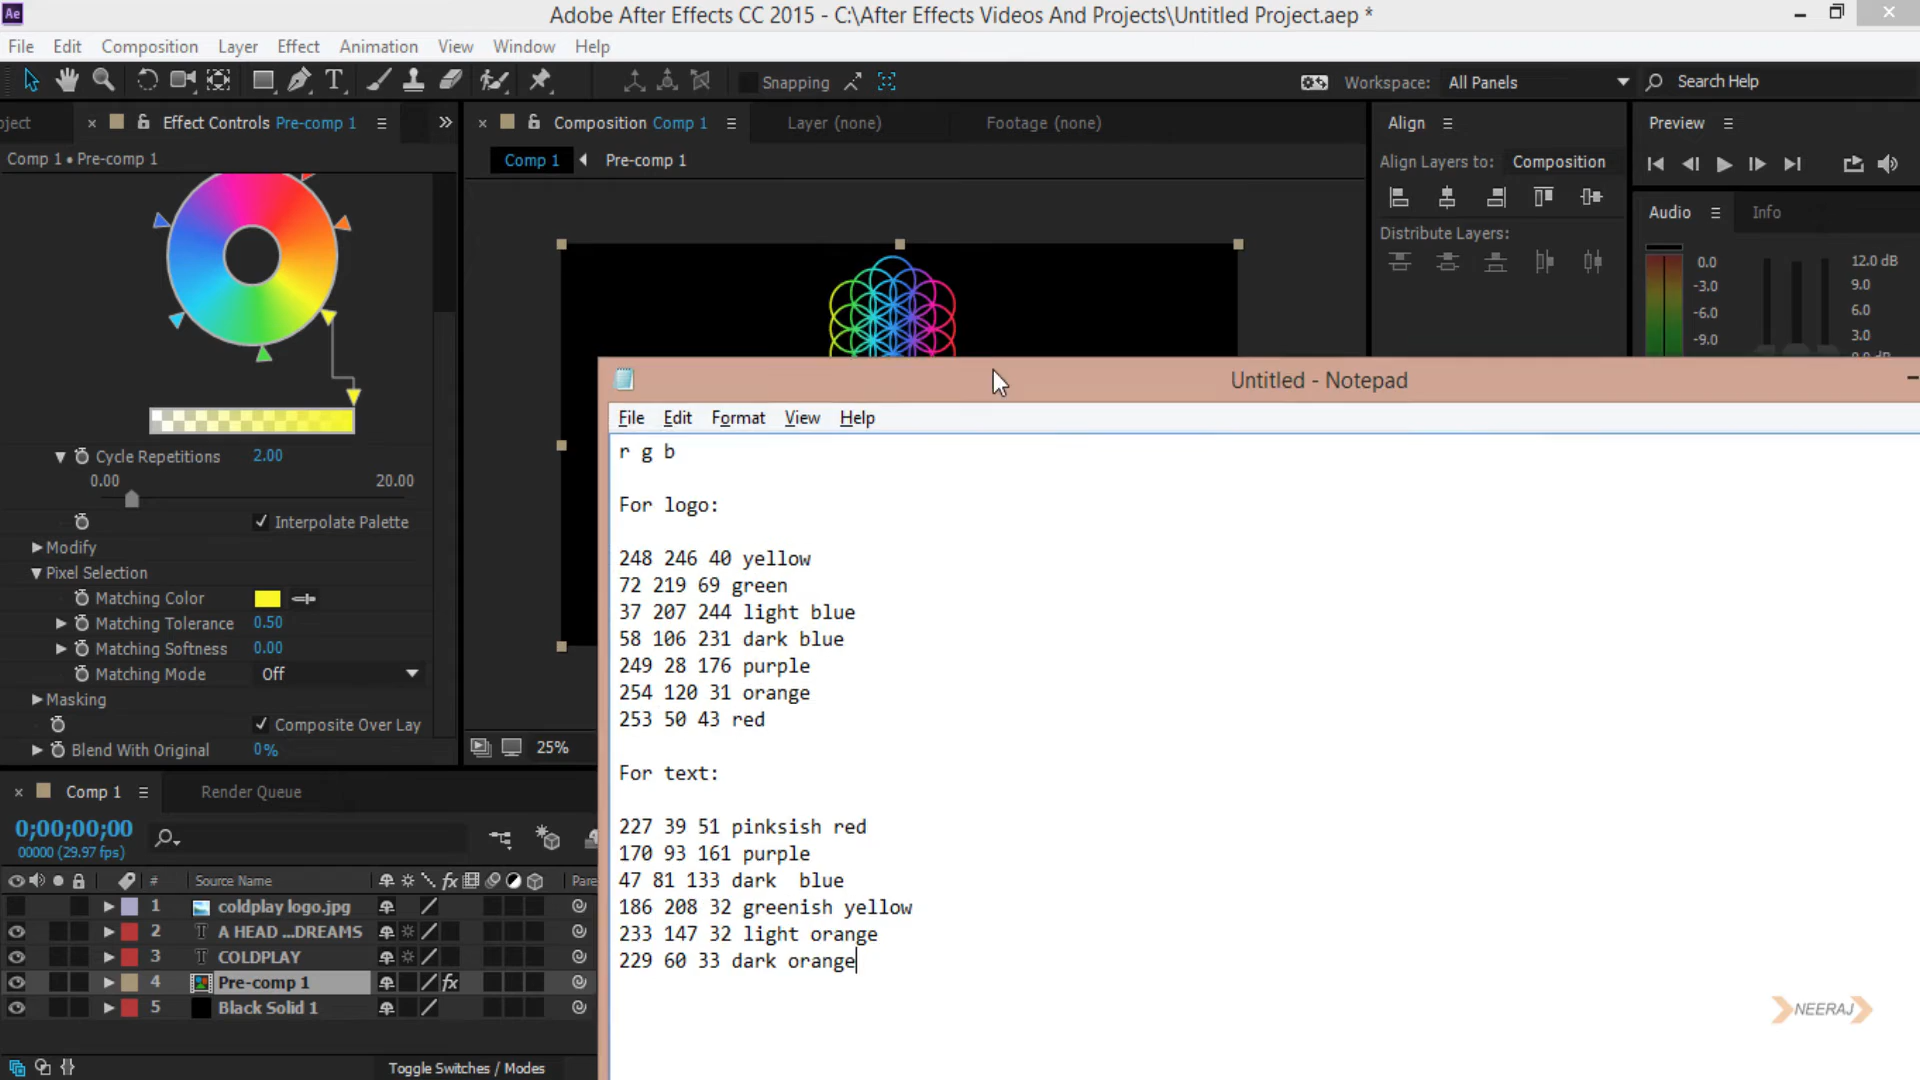 Ae
Adobe After Effects CC 2015 - C:\After Effects Videos And Projects\Untitled Project.aep *
File Edit Composition Layer Effect Animation View Window Help
Snapping
Workspace: All Panels
Search Help
oject
Effect Controls Pre-comp 1
Composition Comp 1
Layer (none)
Footage (none)
Align
Preview
Comp 1 • Pre-comp 1
Comp 1
Pre-comp 1
Align Layers to: Composition
Audio
Info
Distribute Layers:
0.0
-3.0
-6.0
-9.0
12.0 dB
9.0
6.0
3.0
Cycle Repetitions 2.00
0.00 20.00
Interpolate Palette
Modify
Pixel Selection
Matching Color
Matching Tolerance 0.50
Matching Softness 0.00
Matching Mode Off
Masking
Composite Over Lay
Blend With Original 0%
25%
Untitled - Notepad
File Edit Format View Help
r g b
For logo:
248 246 40 yellow
72 219 69 green
37 207 244 light blue
58 106 231 dark blue
249 28 176 purple
254 120 31 orange
253 50 43 red
For text:
227 39 51 pinksish red
170 93 161 purple
47 81 133 dark  blue
186 208 32 greenish yellow
233 147 32 light orange
229 60 33 dark orange
Comp 1
Render Queue
0;00;00;00
00000 (29.97 fps)
# Source Name fx Pare
1 coldplay logo.jpg
2 T A HEAD ...DREAMS
3 T COLDPLAY
4 Pre-comp 1 fx
5 Black Solid 1
Toggle Switches / Modes
NEERAJ